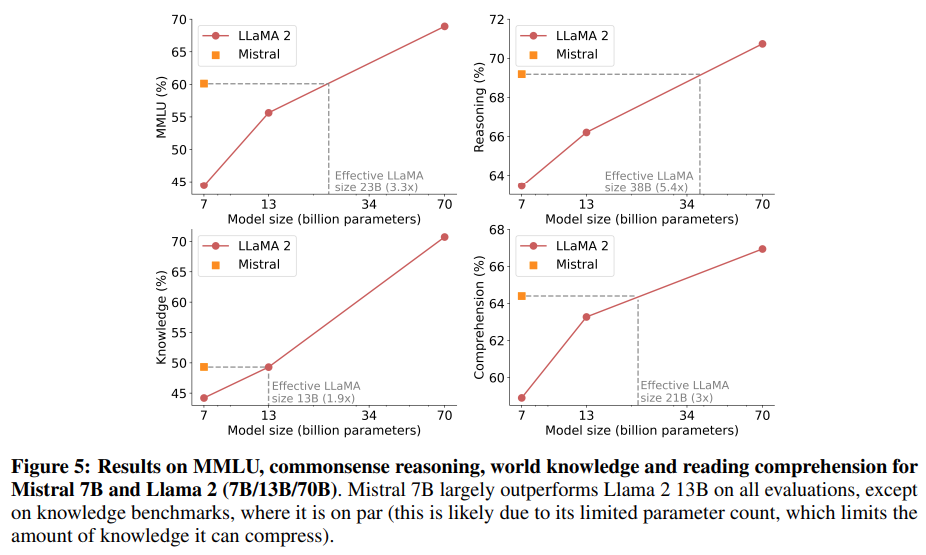 70
65
60
55
50
45
MMLU (%)
LLaMA 2
Mistral
Effective LLaMA
size 23B (3.3x)
7
13
34
70
Model size (billion parameters)
72
70
68
66
64
Reasoning (%)
LLaMA 2
Mistral
Effective LLaMA
size 38B (5.4x)
7
13
34
70
Model size (billion parameters)
70
65
60
55
50
45
Knowledge (%)
LLaMA 2
Mistral
Effective LLaMA
size 13B (1.9x)
7
13
34
70
Model size (billion parameters)
68
66
64
62
60
Comprehension (%)
LLaMA 2
Mistral
Effective LLaMA
size 21B (3x)
7
13
34
70
Model size (billion parameters)
Figure 5: Results on MMLU, commonsense reasoning, world knowledge and reading comprehension for
Mistral 7B and Llama 2 (7B/13B/70B). Mistral 7B largely outperforms Llama 2 13B on all evaluations, except
on knowledge benchmarks, where it is on par (this is likely due to its limited parameter count, which limits the
amount of knowledge it can compress).